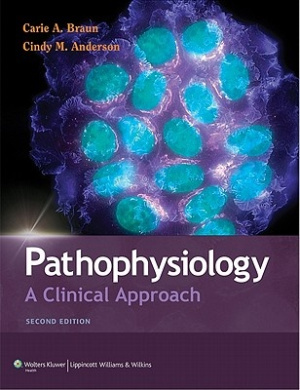 Carie A. Braun
Cindy M. Anderson
Pathophysiology
A Clinical Approach
SECOND EDITION
Wolters Kluwer | Lippincott Williams & Wilkins
Health